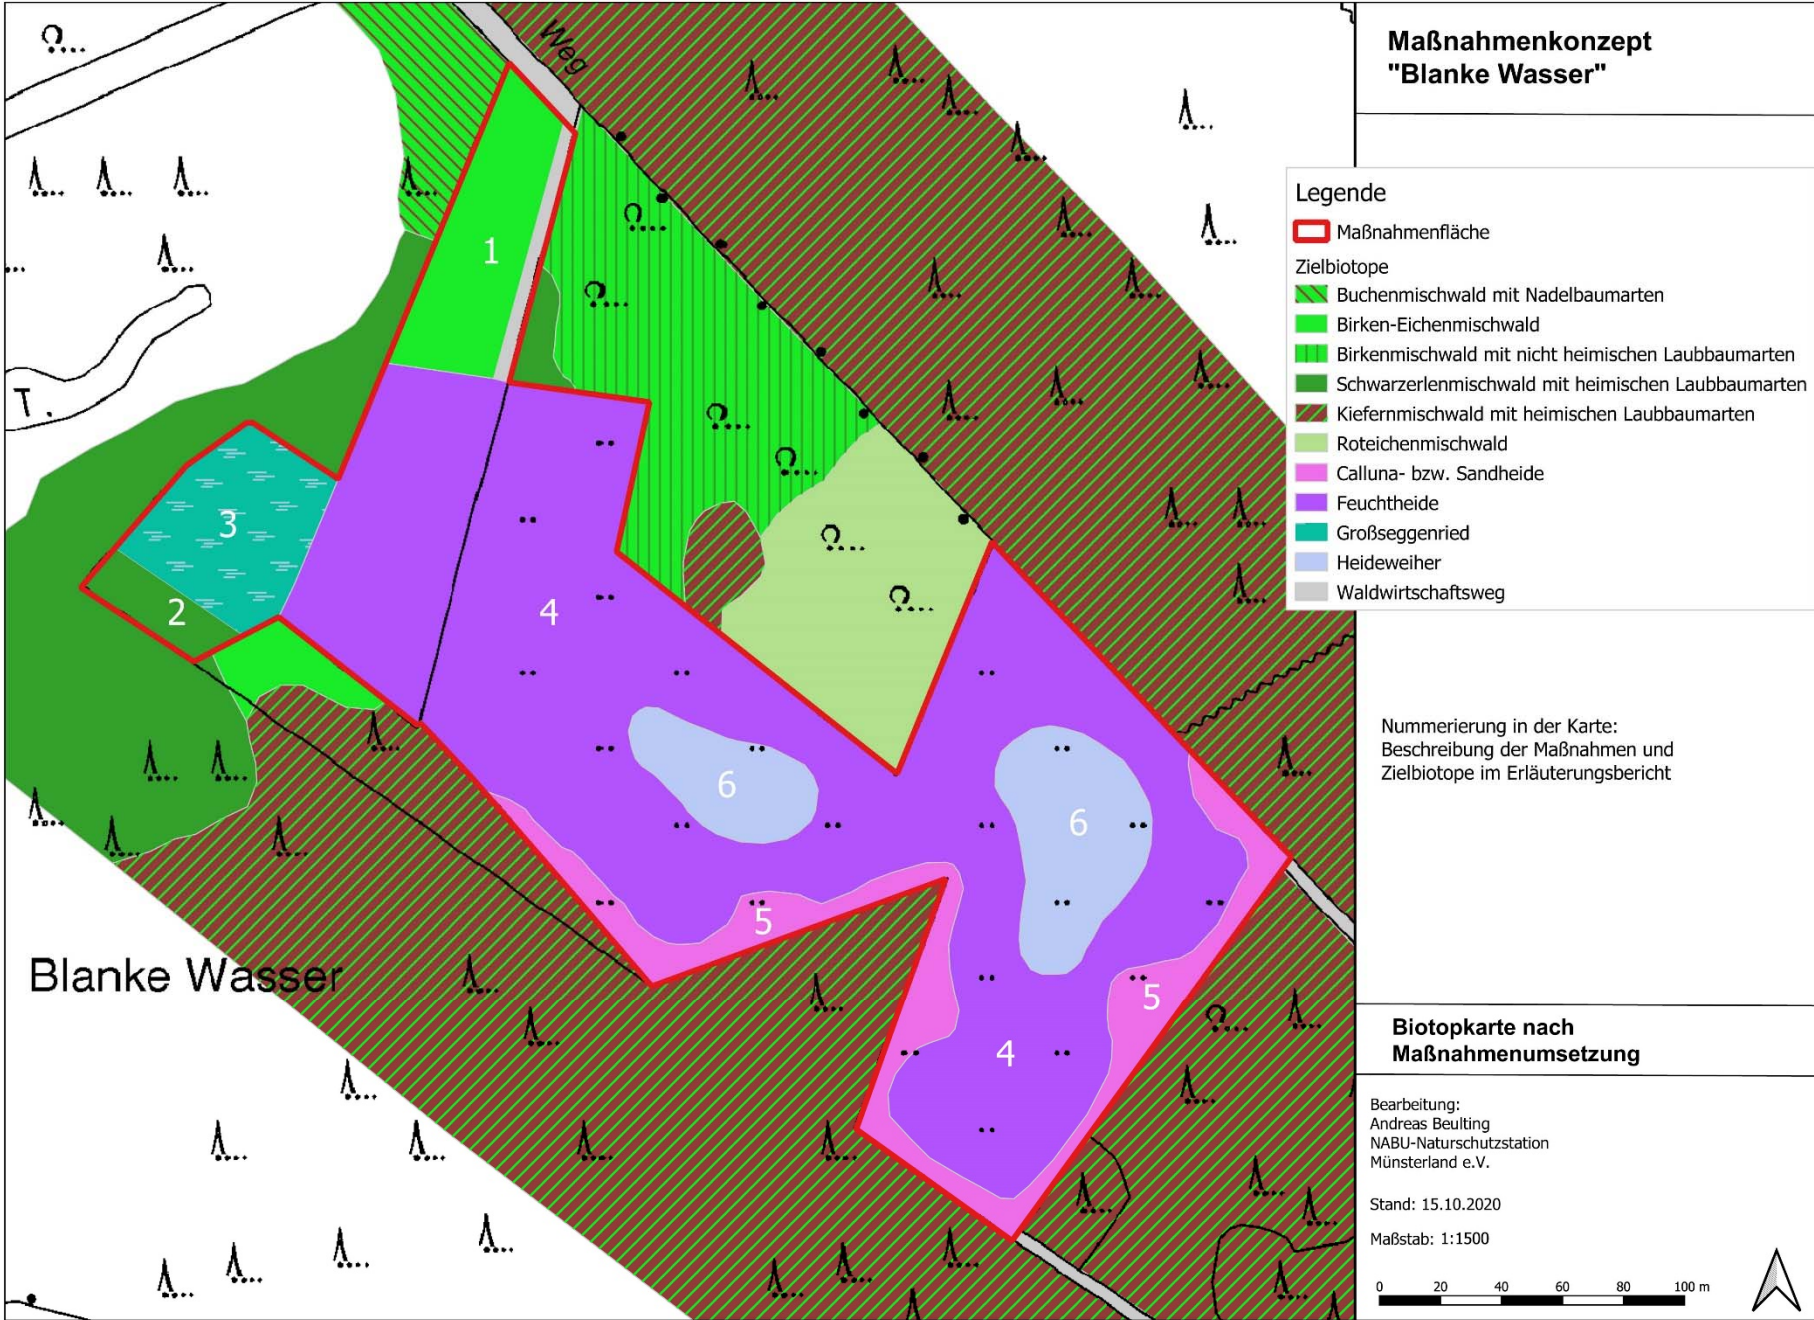 Weg
1
T.
3
2
4
6
6
5
5
4
Blanke Wasser
Maßnahmenkonzept
"Blanke Wasser"
Legende
Maßnahmenfläche
Zielbiotope
Buchenmischwald mit Nadelbaumarten
Birken-Eichenmischwald
Birkenmischwald mit nicht heimischen Laubbaumarten
Schwarzerlenmischwald mit heimischen Laubbaumarten
Kiefernmischwald mit heimischen Laubbaumarten
Roteichenmischwald
Calluna- bzw. Sandheide
Feuchtheide
Großseggenried
Heideweiher
Waldwirtschaftsweg
Nummerierung in der Karte:
Beschreibung der Maßnahmen und
Zielbiotope im Erläuterungsbericht
Biotopkarte nach
Maßnahmenumsetzung
Bearbeitung:
Andreas Beulting
NABU-Naturschutzstation
Münsterland e.V.
Stand: 15.10.2020
Maßstab: 1:1500
0 20 40 60 80 100 m